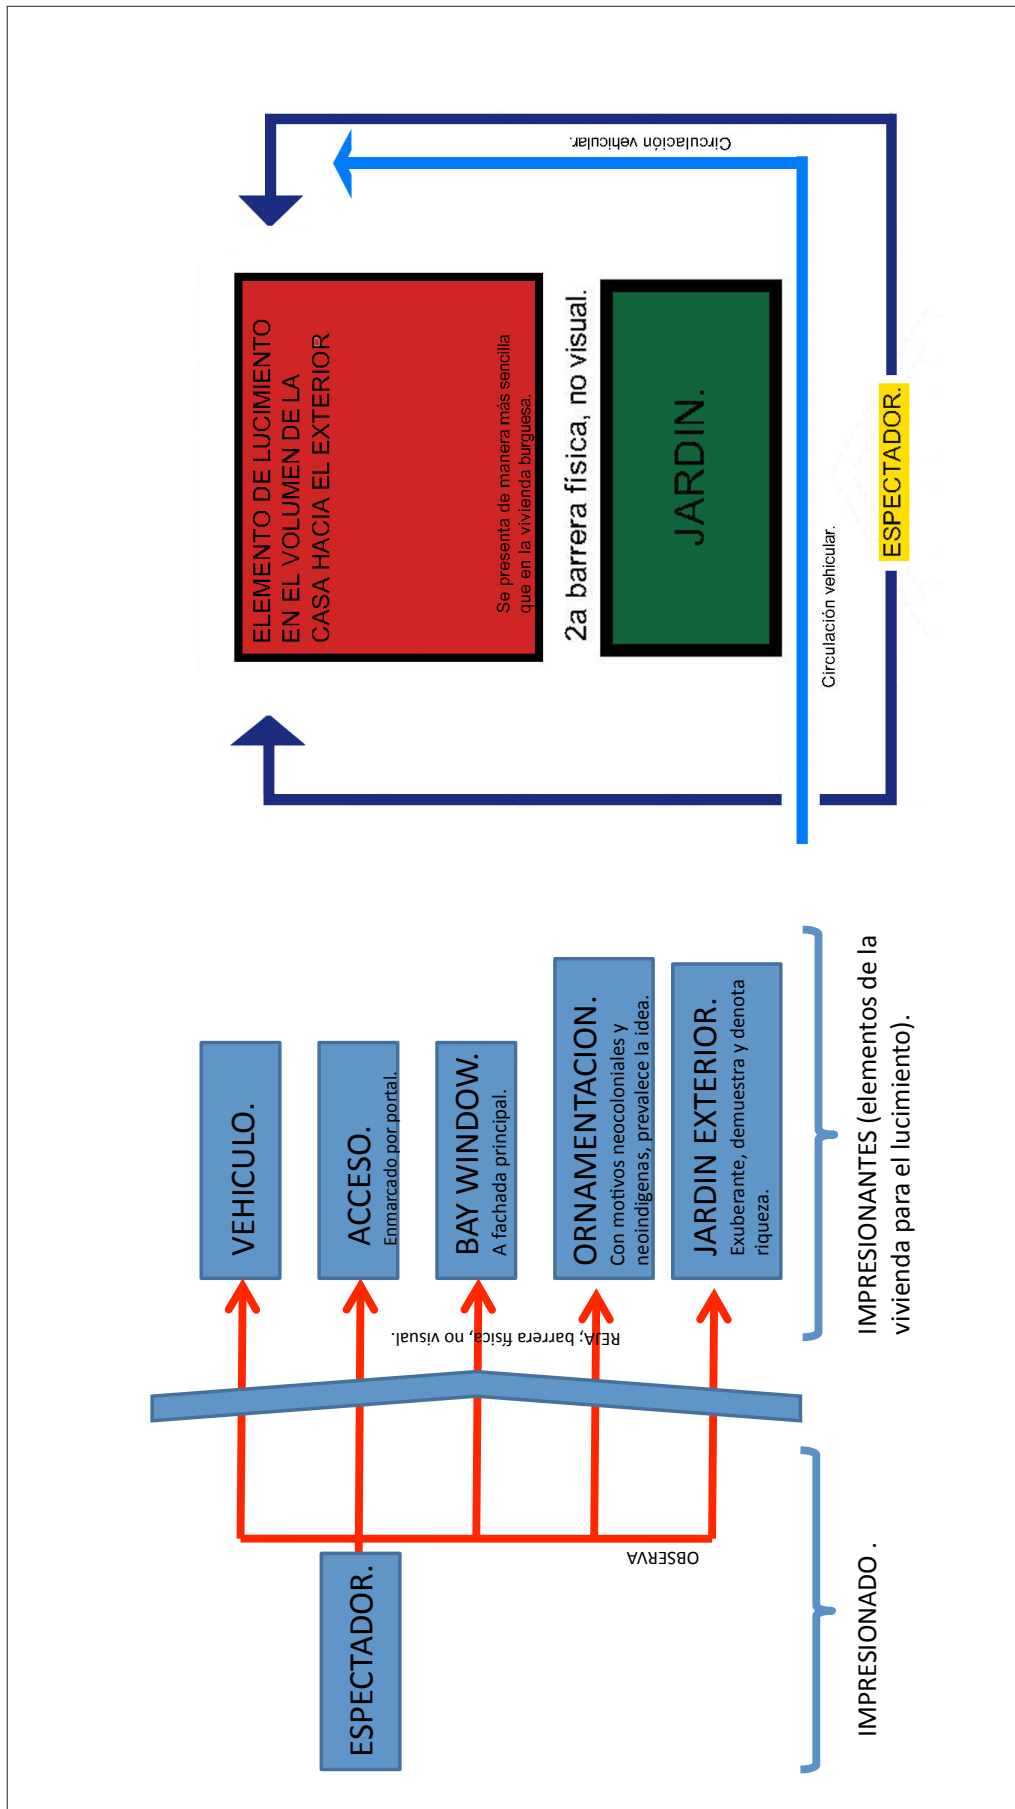 ESPECTADOR.
OBSERVA
REJA; barrera física, no visual.
VEHICULO.
ACCESO.
Enmarcado por portal.
BAY WINDOW.
A fachada principal.
ORNAMENTACION.
Con motivos neocoloniales y
neoindigenas, prevalece la idea.
JARDIN EXTERIOR.
Exuberante, demuestra y denota
riqueza.
IMPRESIONADO .
IMPRESIONANTES (elementos de la
vivienda para el lucimiento).
ELEMENTO DE LUCIMIENTO
EN EL VOLUMEN DE LA
CASA HACIA EL EXTERIOR
Se presenta de manera más sencilla
que en la vivienda burguesa.
2a barrera física, no visual.
JARDIN.
Circulación vehicular.
Circulación vehicular.
ESPECTADOR.